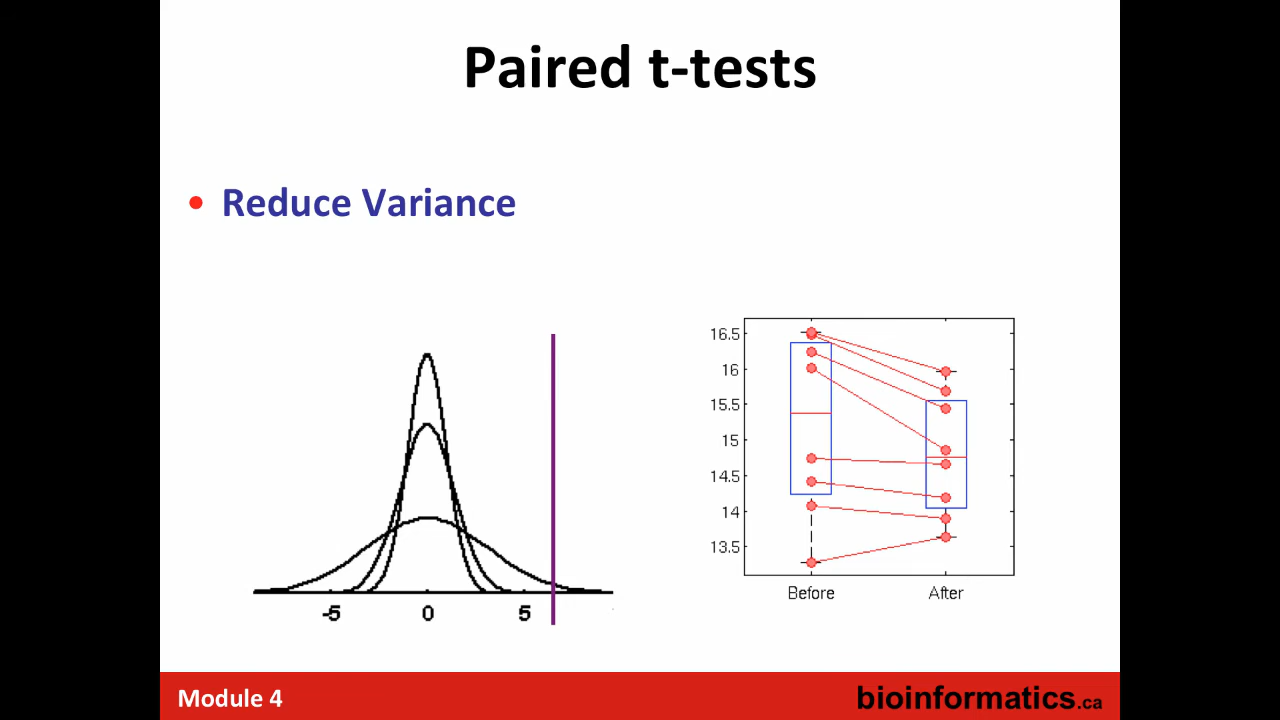 Paired t-tests
• Reduce Variance
-5 0 5
16.5
16
15.5
15
14.5
14
13.5
Before After
Module 4
bioinformatics.ca